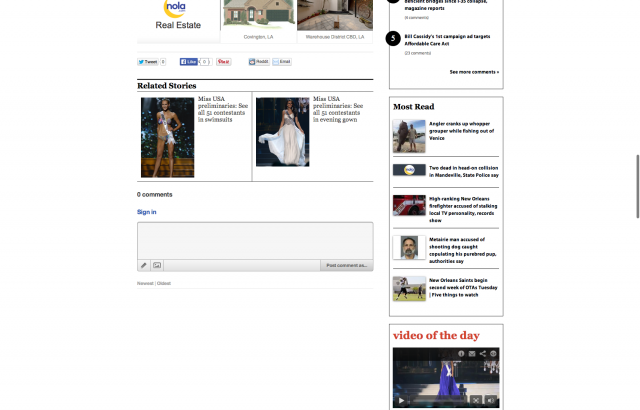 nola
.com
Real Estate
Covington, LA
Warehouse District CBD, LA
Tweet 0
Like 0
Pin it
Reddit
Email
Related Stories
Miss USA
preliminaries: See
all 51 contestants
in swimsuits
Miss USA
preliminaries: See
all 51 contestants
in evening gown
0 comments
Sign in
Post comment as...
Newest | Oldest
deficient bridges since I-35 collapse,
magazine reports
5
Bill Cassidy's 1st campaign ad targets
Affordable Care Act
(23 comments)
See more comments »
Most Read
Angler cranks up whopper
grouper while fishing out of
Venice
nola
Two dead in head-on collision
in Mandeville, State Police say
High-ranking New Orleans
firefighter accused of stalking
local TV personality, records
show
Metairie man accused of
shooting dog caught
copulating his purebred pup,
authorities say
New Orleans Saints begin
second week of OTAs Tuesday
| Five things to watch
video of the day